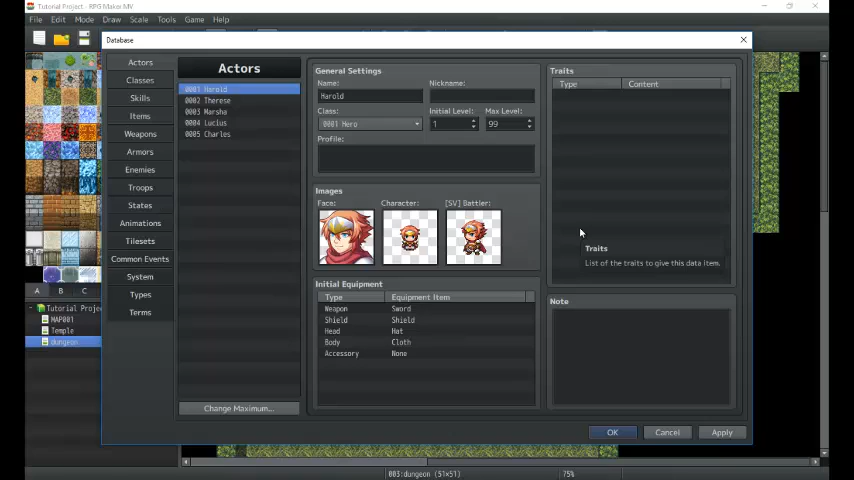 Tutorial Project - RPG Maker MV
File Edit Mode Draw Scale Tools Game Help
Database
Actors
Classes
Skills
Items
Weapons
Armors
Enemies
Troops
States
Animations
Tilesets
Common Events
System
Types
Terms
Actors
0001 Harold
0002 Therese
0003 Marsha
0004 Lucius
0005 Charles
Change Maximum...
General Settings
Name:
Nickname:
Harold
Class:
Initial Level:
Max Level:
0001 Hero
1
99
Profile:
Images
Face:
Character:
[SV] Battler:
Initial Equipment
Type Equipment Item
Weapon Sword
Shield Shield
Head Hat
Body Cloth
Accessory None
Traits
Type Content
Traits
List of the traits to give this data item.
Note
OK Cancel Apply
A B C
Tutorial Proje
MAP001
Temple
dungeon
003:dungeon (51×51) 75%